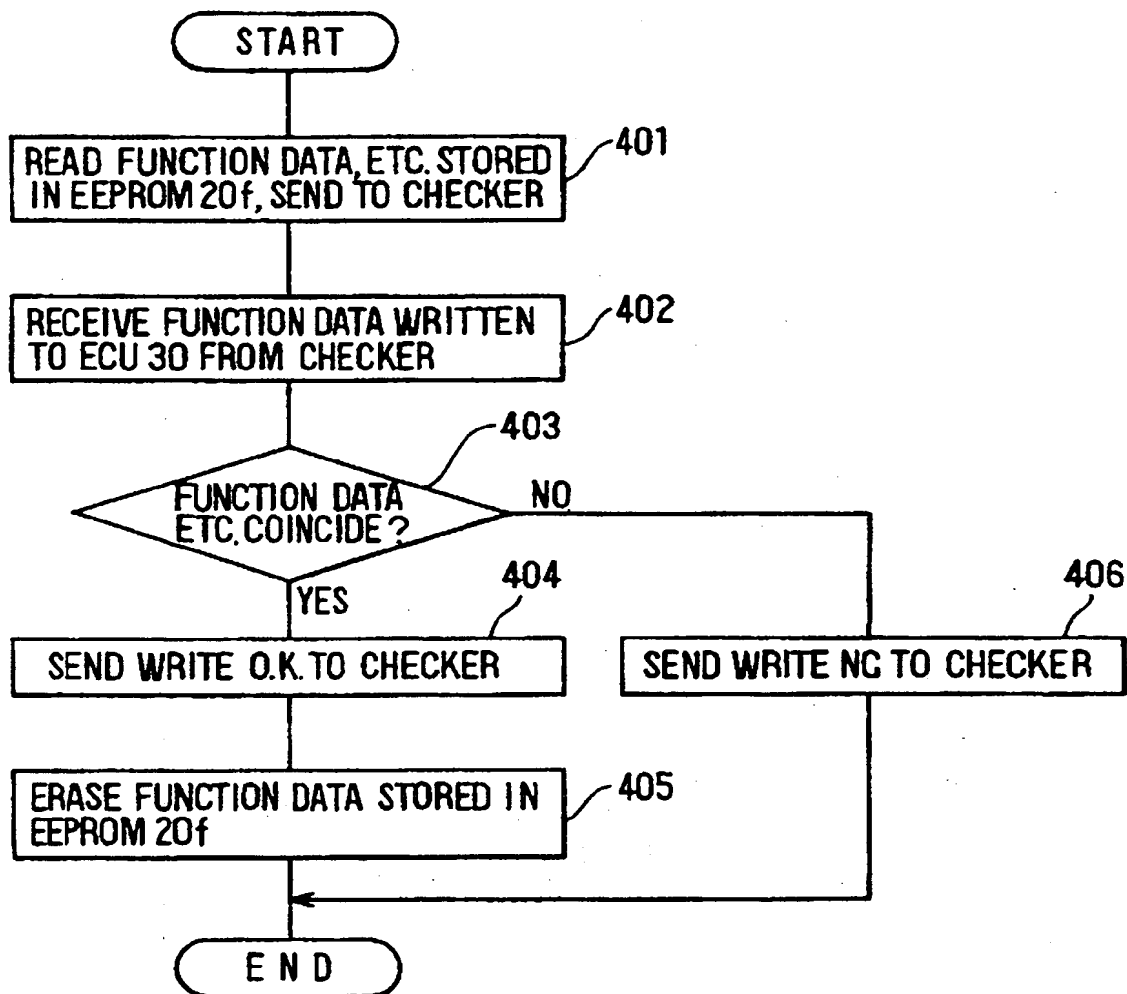 START
READ FUNCTION DATA, ETC. STORED
IN EEPROM 20f, SEND TO CHECKER
401
RECEIVE FUNCTION DATA WRITTEN
TO ECU 30 FROM CHECKER
402
403
FUNCTION DATA
ETC. COINCIDE?
NO
YES
404
SEND WRITE O.K. TO CHECKER
406
SEND WRITE NG TO CHECKER
ERASE FUNCTION DATA STORED IN
EEPROM 20f
405
END